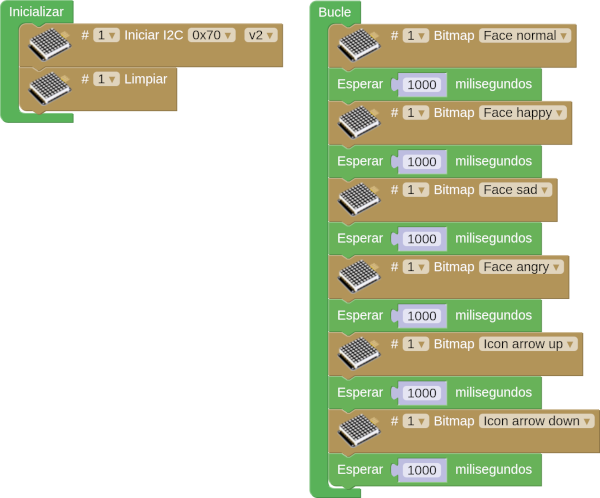 Inicializar
# 1 Iniciar I2C 0x70 v2
# 1 Limpiar
Bucle
# 1 Bitmap Face normal
Esperar 1000 milisegundos
# 1 Bitmap Face happy
Esperar 1000 milisegundos
# 1 Bitmap Face sad
Esperar 1000 milisegundos
# 1 Bitmap Face angry
Esperar 1000 milisegundos
# 1 Bitmap Icon arrow up
Esperar 1000 milisegundos
# 1 Bitmap Icon arrow down
Esperar 1000 milisegundos